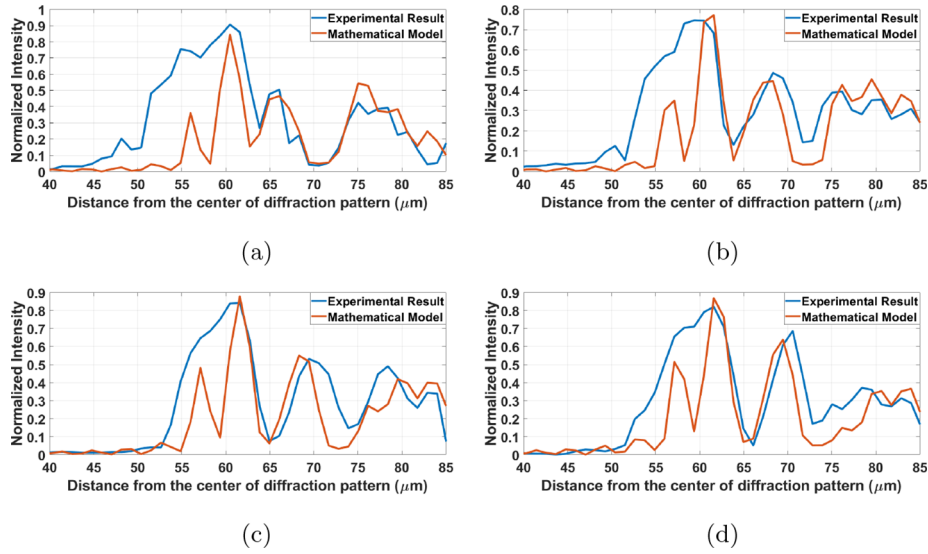 Normalized Intensity
1
0.9
0.8
0.7
0.6
0.5
0.4
0.3
0.2
0.1
0
Experimental Result
Mathematical Model
40 45 50 55 60 65 70 75 80 85
Distance from the center of diffraction pattern (μm)
(a)
Normalized Intensity
0.8
0.7
0.6
0.5
0.4
0.3
0.2
0.1
0
Experimental Result
Mathematical Model
40 45 50 55 60 65 70 75 80 85
Distance from the center of diffraction pattern (μm)
(b)
Normalized Intensity
0.9
0.8
0.7
0.6
0.5
0.4
0.3
0.2
0.1
0
Experimental Result
Mathematical Model
40 45 50 55 60 65 70 75 80 85
Distance from the center of diffraction pattern (μm)
(c)
Normalized Intensity
0.9
0.8
0.7
0.6
0.5
0.4
0.3
0.2
0.1
0
Experimental Result
Mathematical Model
40 45 50 55 60 65 70 75 80 85
Distance from the center of diffraction pattern (μm)
(d)